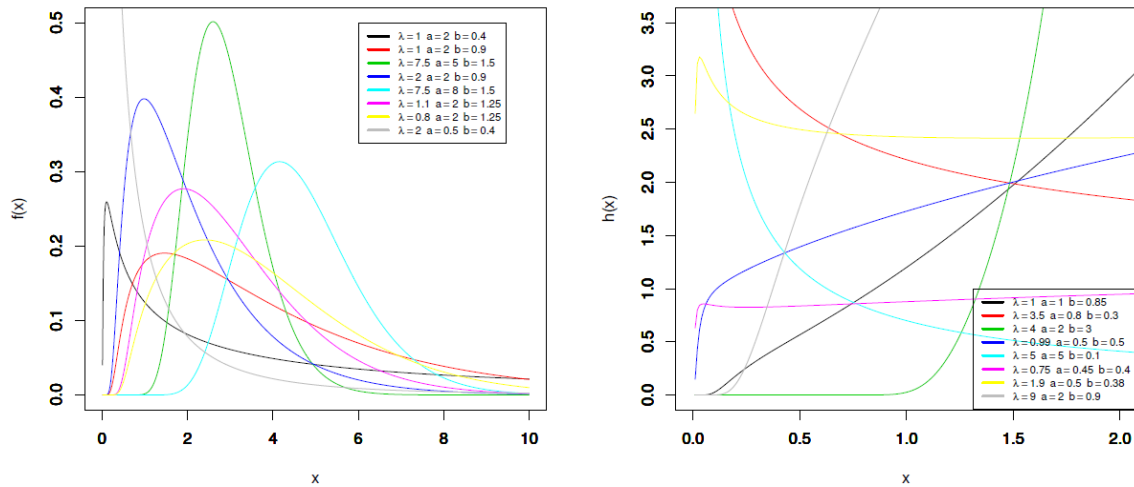 f(x)
0.0 0.1 0.2 0.3 0.4 0.5
λ = 1 a = 2 b = 0.4
λ = 1 a = 2 b = 0.9
λ = 7.5 a = 5 b = 1.5
λ = 2 a = 2 b = 0.9
λ = 7.5 a = 8 b = 1.5
λ = 1.1 a = 2 b = 1.25
λ = 0.8 a = 2 b = 1.25
λ = 2 a = 0.5 b = 0.4
0 2 4 6 8 10
x
h(x)
0.0 0.5 1.0 1.5 2.0 2.5 3.0 3.5
λ = 1 a = 1 b = 0.85
λ = 3.5 a = 0.8 b = 0.3
λ = 4 a = 2 b = 3
λ = 0.99 a = 0.5 b = 0.5
λ = 5 a = 5 b = 0.1
λ = 0.75 a = 0.45 b = 0.4
λ = 1.9 a = 0.5 b = 0.38
λ = 9 a = 2 b = 0.9
0.0 0.5 1.0 1.5 2.0
x